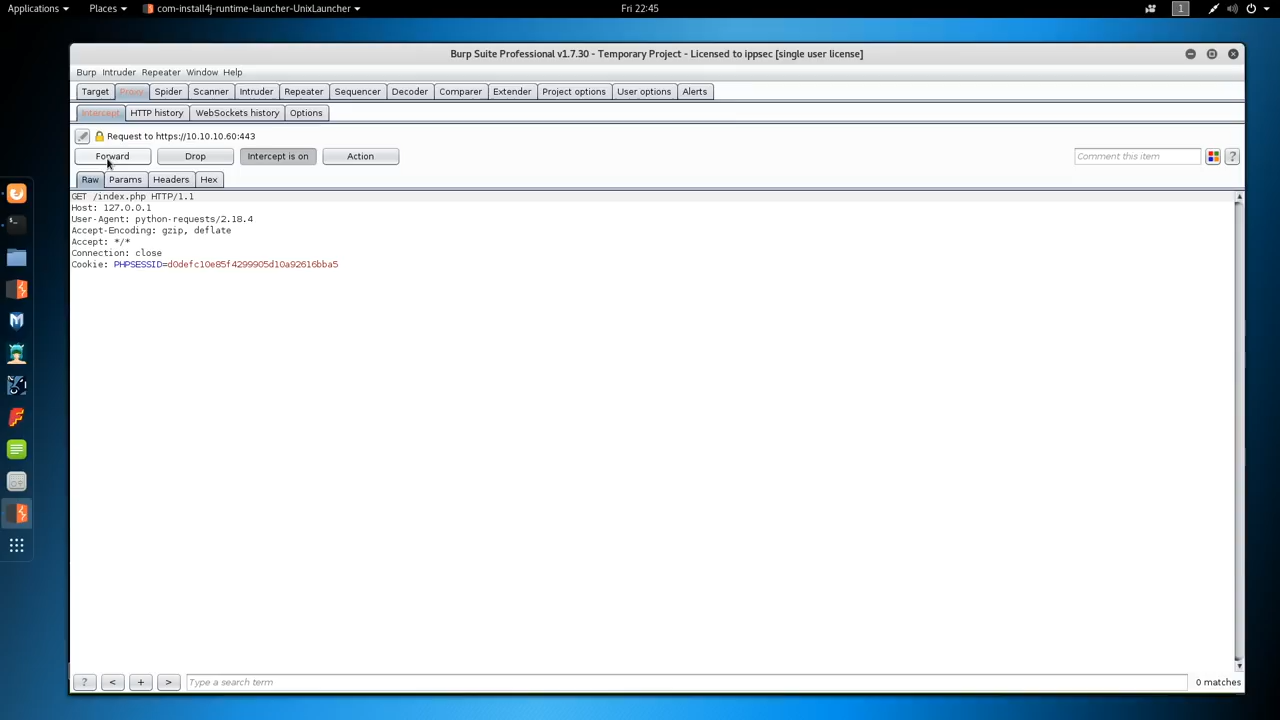 Applications Places com-install4j-runtime-launcher-UnixLauncher Fri 22:45 1
Burp Suite Professional v1.7.30 - Temporary Project - Licensed to ippsec [single user license]
Burp Intruder Repeater Window Help
Target Proxy Spider Scanner Intruder Repeater Sequencer Decoder Comparer Extender Project options User options Alerts
Intercept HTTP history WebSockets history Options
Request to https://10.10.10.60:443
Forward Drop Intercept is on Action Comment this item ?
Raw Params Headers Hex
GET /index.php HTTP/1.1
Host: 127.0.0.1
User-Agent: python-requests/2.18.4
Accept-Encoding: gzip, deflate
Accept: */*
Connection: close
Cookie: PHPSESSID=d0defc10e85f4299905d10a92616bba5
? < + > Type a search term 0 matches